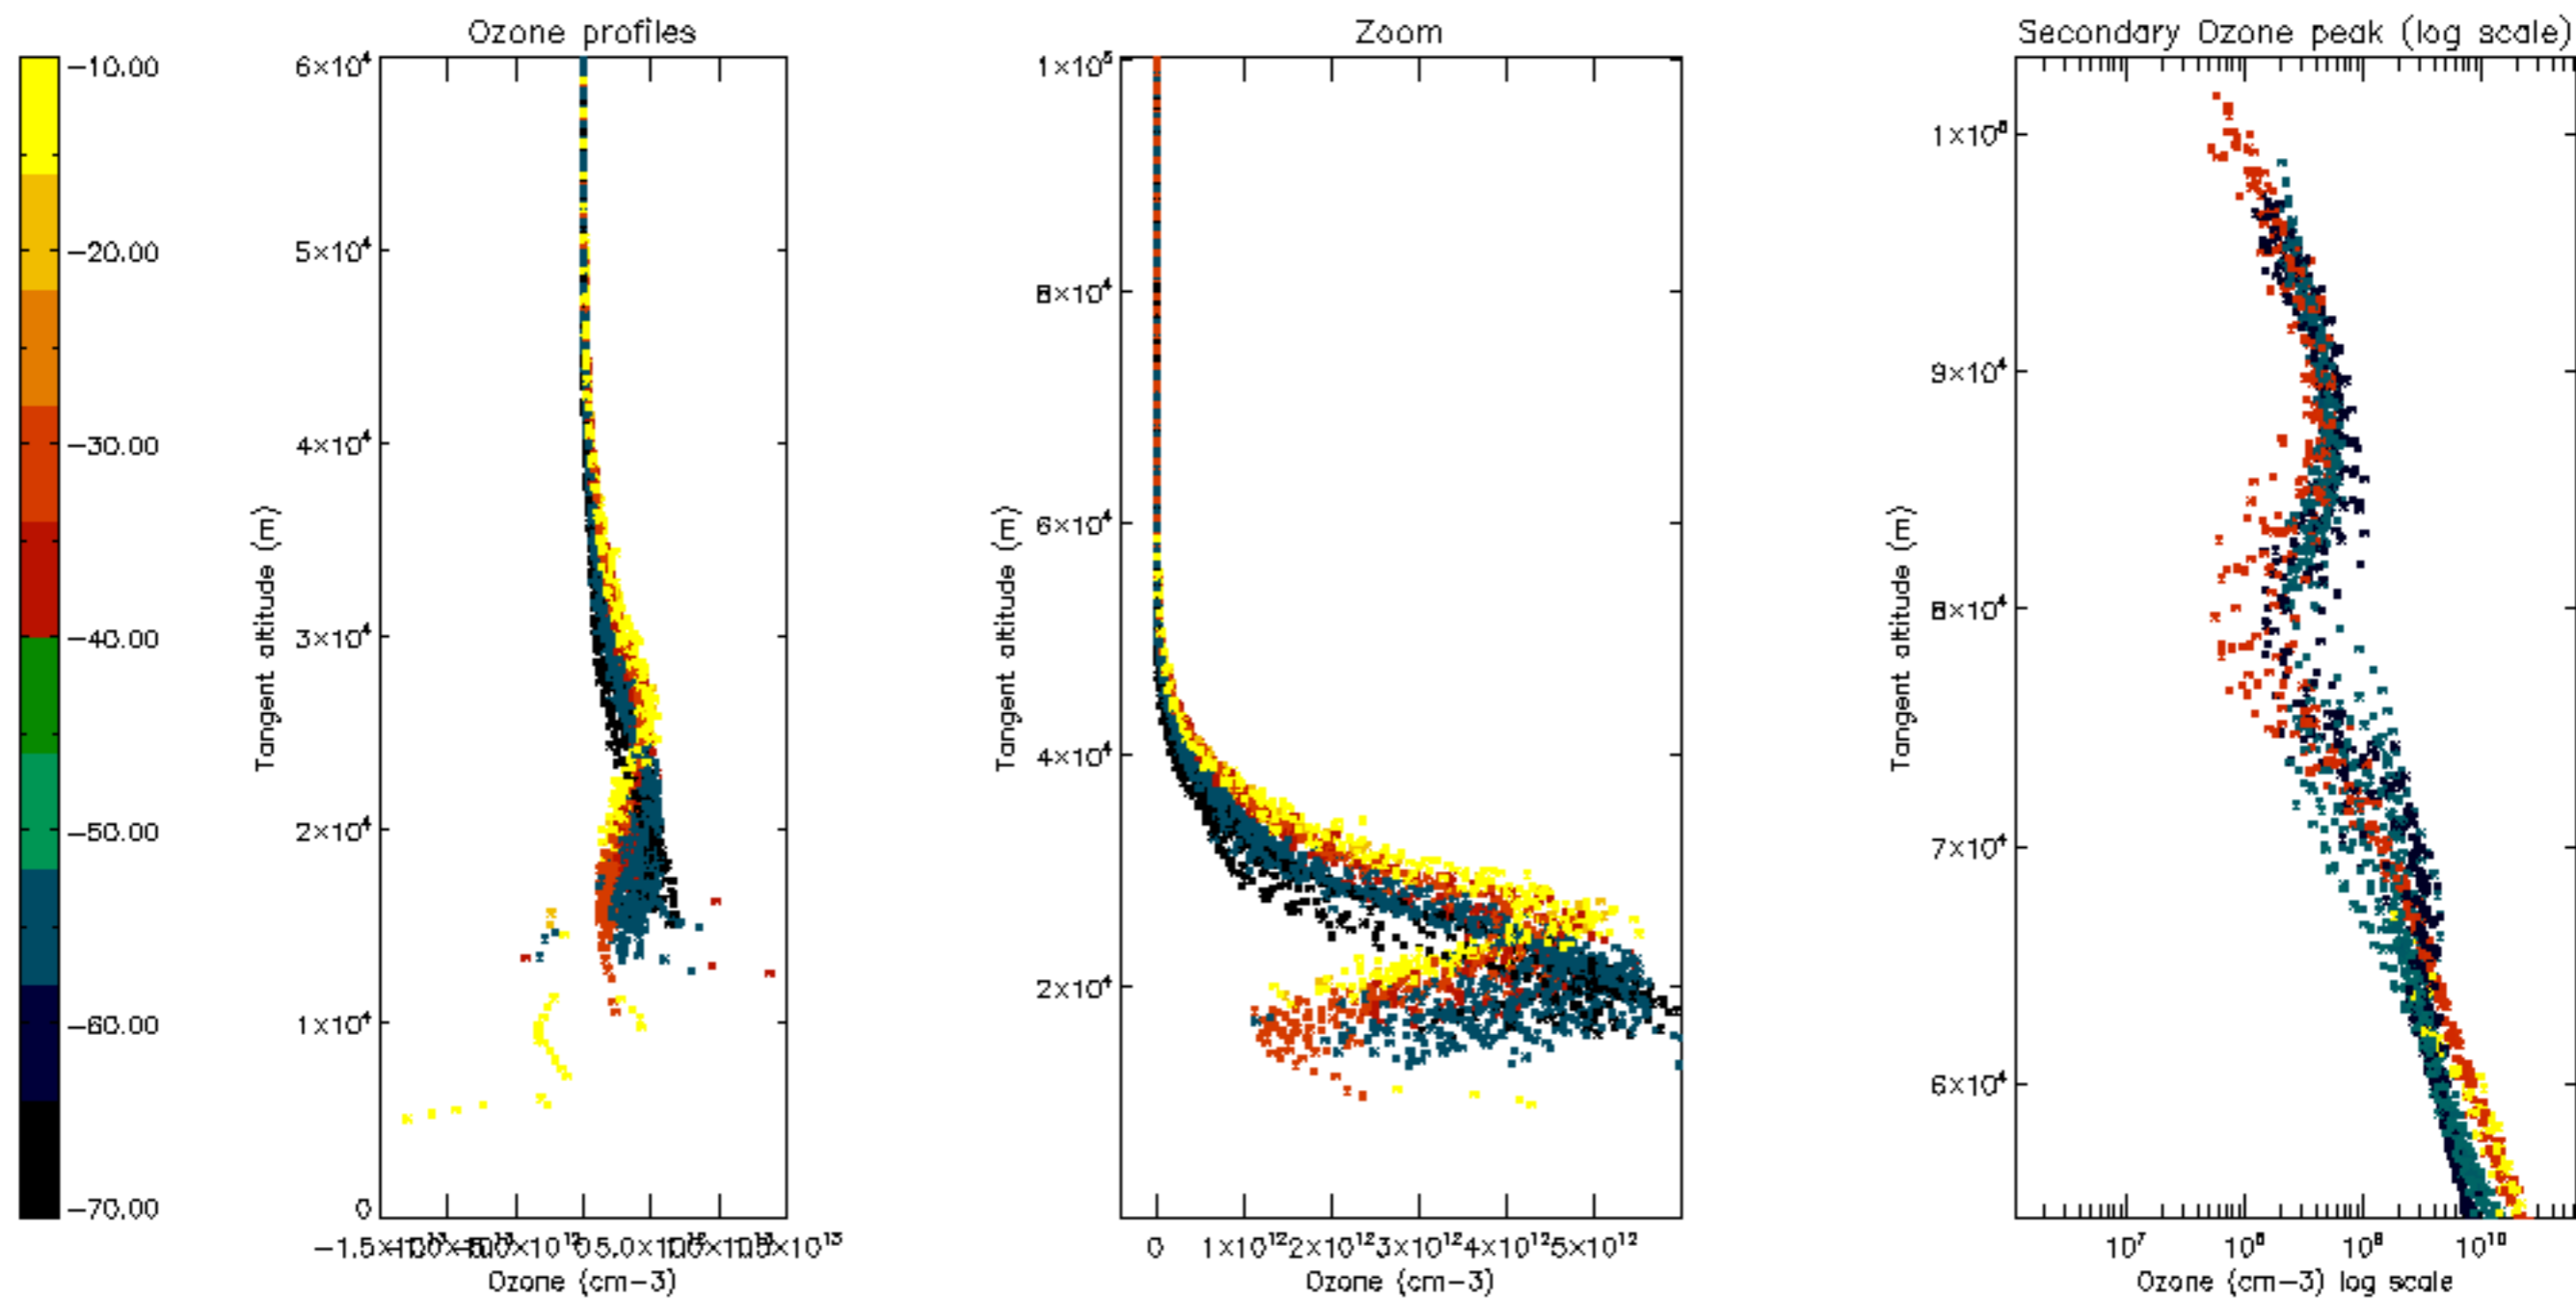 Ozone profiles
Zoom
Secondary Ozone peak (log scale)
-10.00
-20.00
-30.00
-40.00
-50.00
-60.00
-70.00
6×10⁴
5×10⁴
4×10⁴
3×10⁴
2×10⁴
1×10⁴
0
Tangent altitude (m)
Ozone (cm-3)
1×10⁵
8×10⁴
6×10⁴
4×10⁴
2×10⁴
Tangent altitude (m)
0 1×10¹² 2×10¹² 3×10¹² 4×10¹² 5×10¹²
Ozone (cm-3)
9×10⁴
8×10⁴
7×10⁴
6×10⁴
Tangent altitude (m)
10⁷ 10⁸ 10⁹ 10¹⁰
Ozone (cm-3) log scale